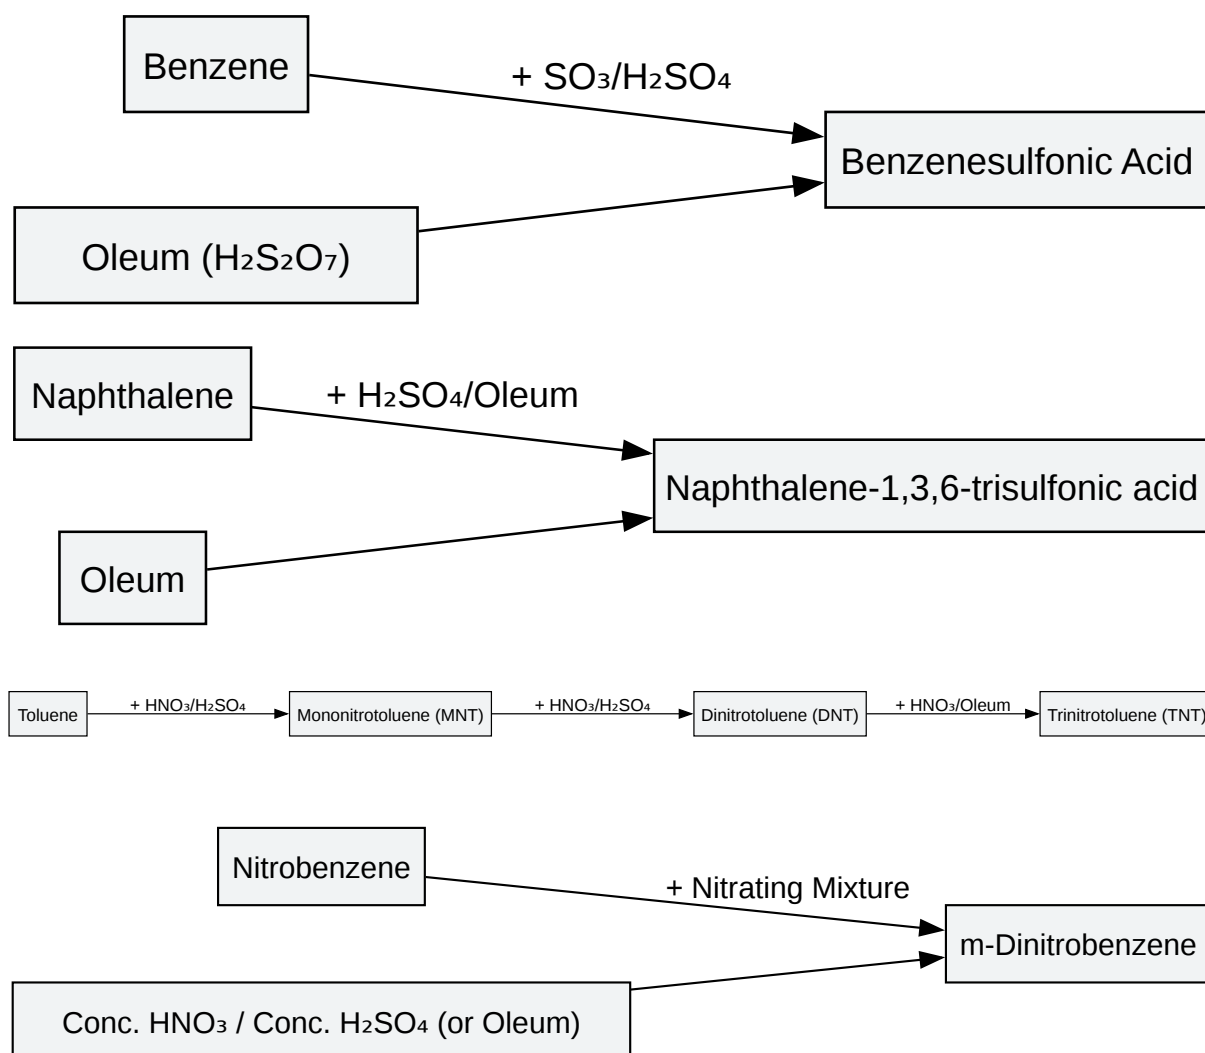 Benzene
+ SO₃/H₂SO₄
Benzenesulfonic Acid
Oleum (H₂S₂O₇)
Naphthalene
+ H₂SO₄/Oleum
Naphthalene-1,3,6-trisulfonic acid
Oleum
Toluene
+ HNO₃/H₂SO₄
Mononitrotoluene (MNT)
+ HNO₃/H₂SO₄
Dinitrotoluene (DNT)
+ HNO₃/Oleum
Trinitrotoluene (TNT)
Nitrobenzene
+ Nitrating Mixture
m-Dinitrobenzene
Conc. HNO₃ / Conc. H₂SO₄ (or Oleum)